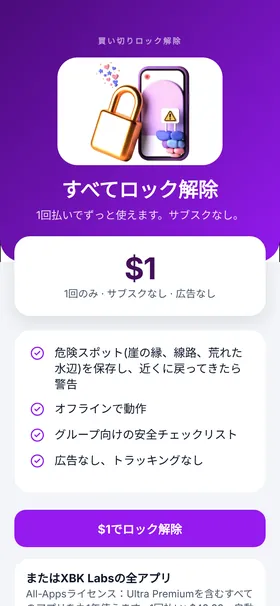 買い切りロック解除
すべてロック解除
1回払いでずっと使えます。サブスクなし。
$1
1回のみ · サブスクなし · 広告なし
危険スポット(崖の縁、線路、荒れた
水辺)を保存し、近くに戻ってきたら
警告
オフラインで動作
グループ向けの安全チェックリスト
広告なし、トラッキングなし
$1でロック解除
またはXBK Labsの全アプリ
All-Appsライセンス：Ultra Premiumを含むすべて